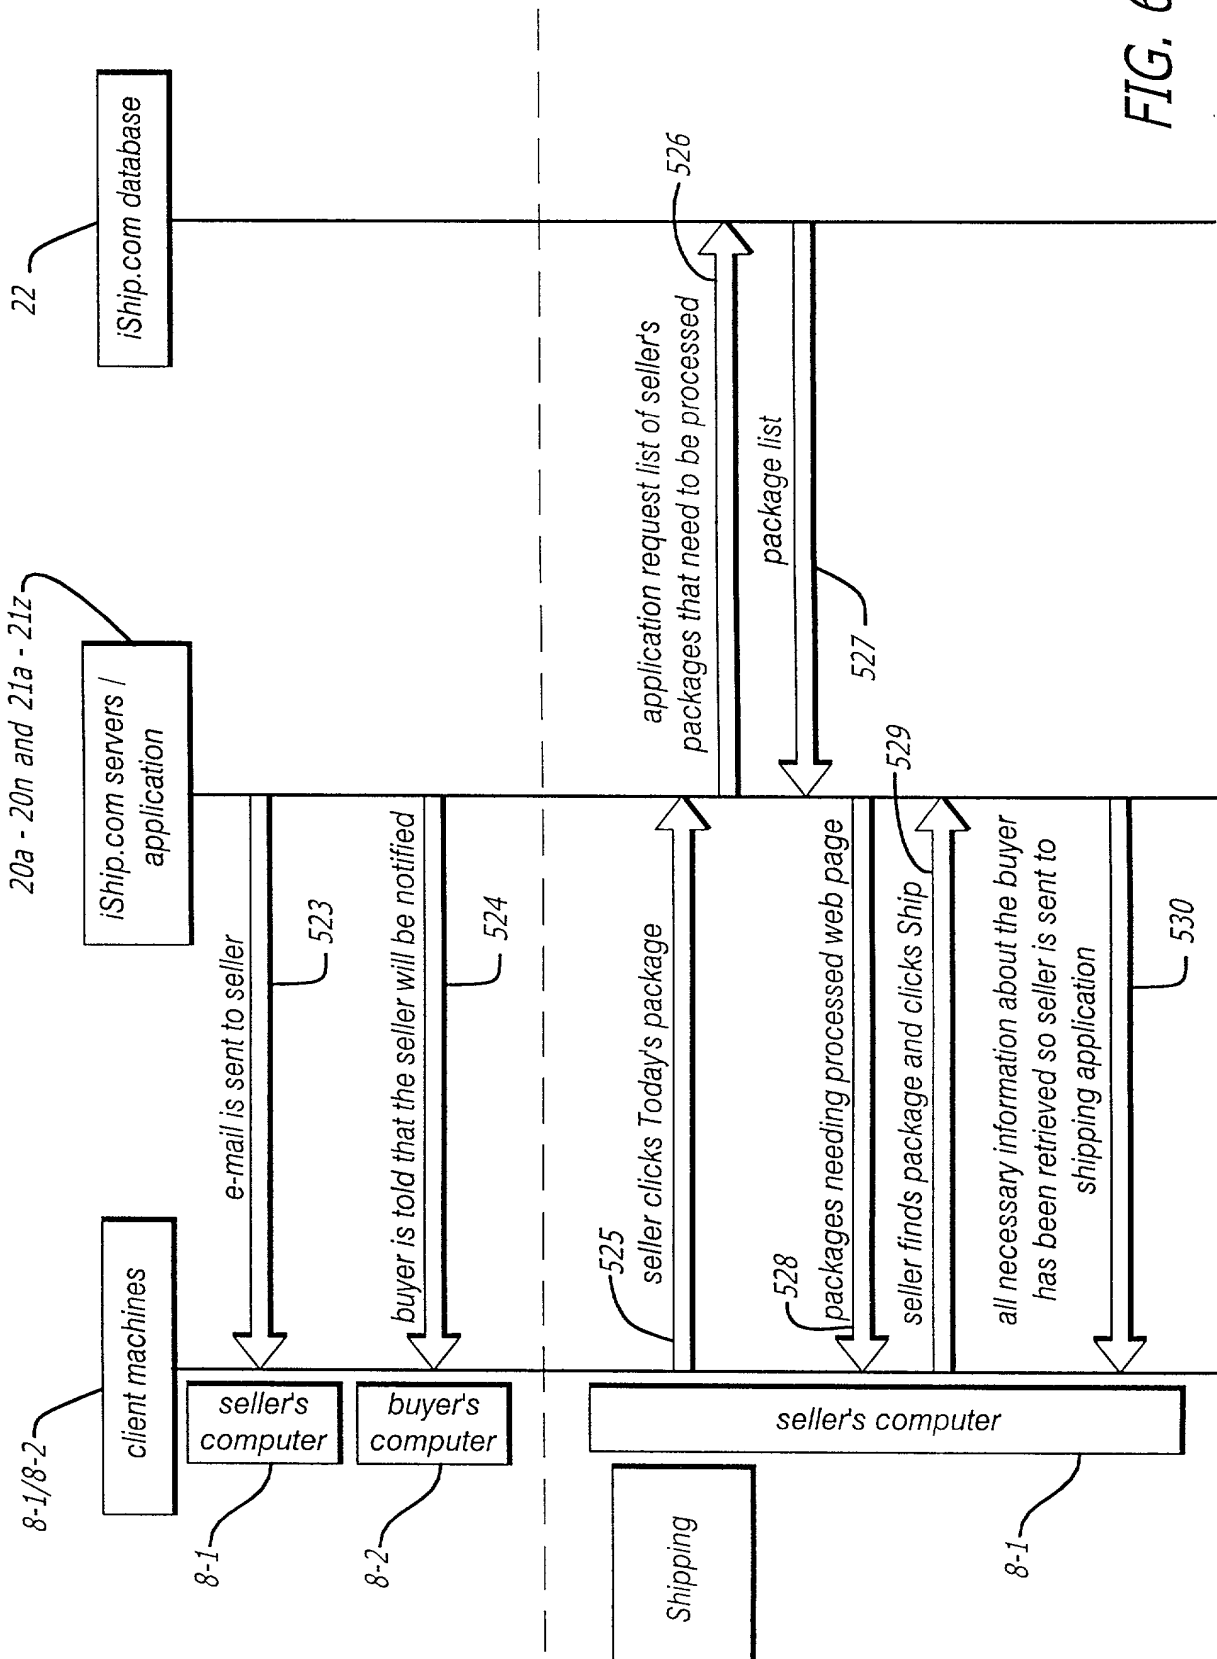 8-1/8-2
client machines
20a - 20n and 21a - 21z
iShip.com servers /
application
22
iShip.com database
8-1
seller's
computer
e-mail is sent to seller
523
8-2
buyer's
computer
buyer is told that the seller will be notified
524
Shipping
seller's computer
8-1
525
seller clicks Today's package
application request list of seller's
packages that need to be processed
526
package list
527
528
packages needing processed web page
seller finds package and clicks Ship
529
all necessary information about the buyer
has been retrieved so seller is sent to
shipping application
530
FIG. 6